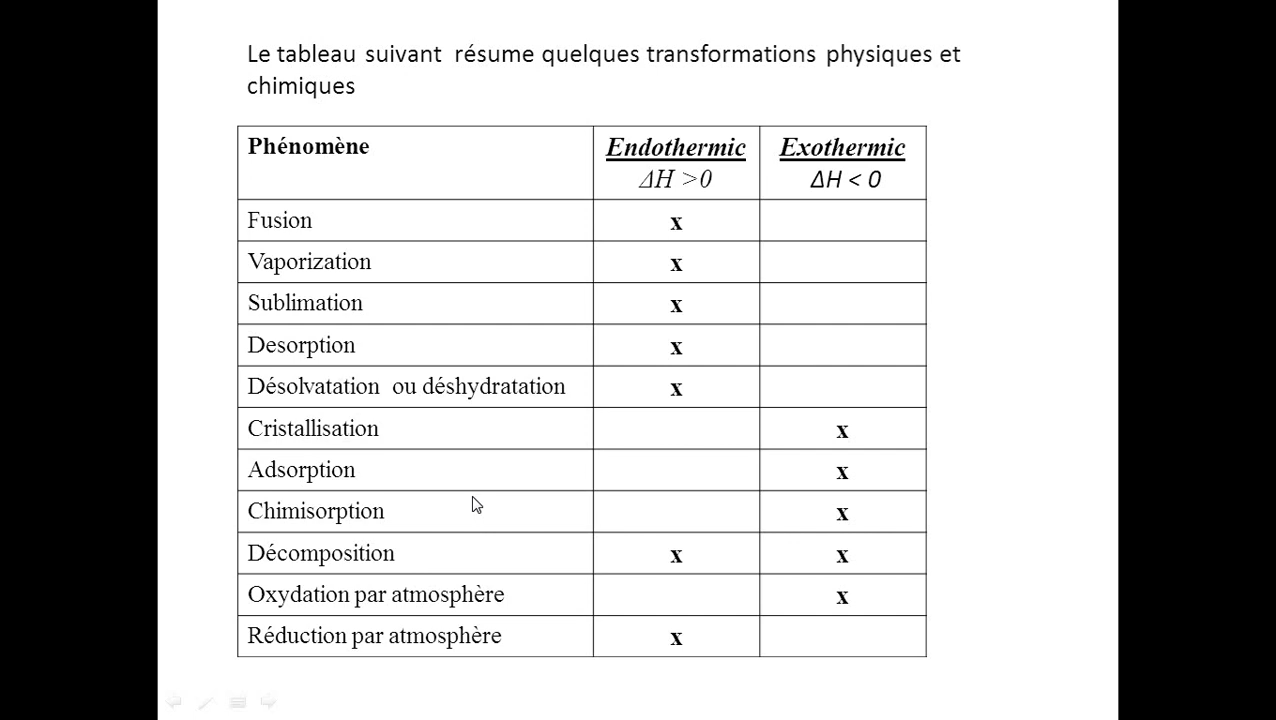 Le tableau suivant résume quelques transformations physiques et
chimiques
Phénomène Endothermic Exothermic
ΔH >0 ΔH < 0
Fusion x
Vaporization x
Sublimation x
Desorption x
Désolvatation ou déshydratation x
Cristallisation x
Adsorption x
Chimisorption x
Décomposition x x
Oxydation par atmosphère x
Réduction par atmosphère x